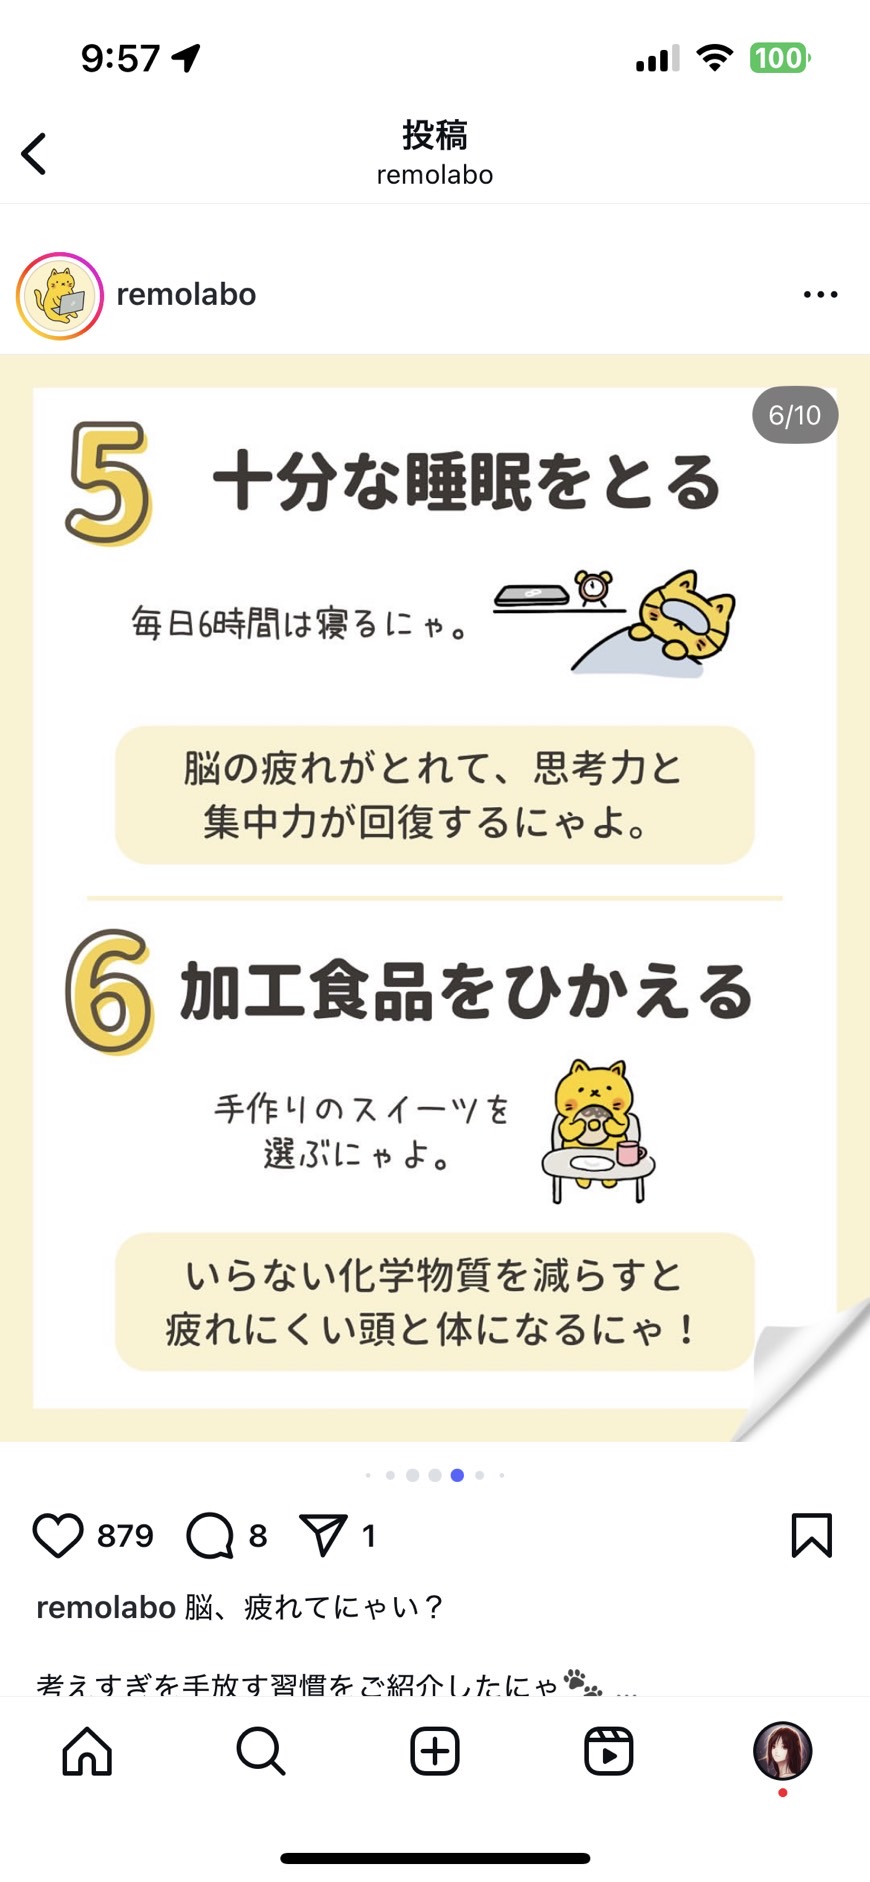 9:57
100
投稿
remolabo
remolabo
6/10
5
十分な睡眠をとる
毎日6時間は寝るにゃ。
脳の疲れがとれて、思考力と
集中力が回復するにゃよ。
6
加工食品をひかえる
手作りのスイーツを
選ぶにゃよ。
いらない化学物質を減らすと
疲れにくい頭と体になるにゃ！
879
8
1
remolabo 脳、疲れてにゃい？
考えすぎを手放す習慣をご紹介したにゃ🐾 ...